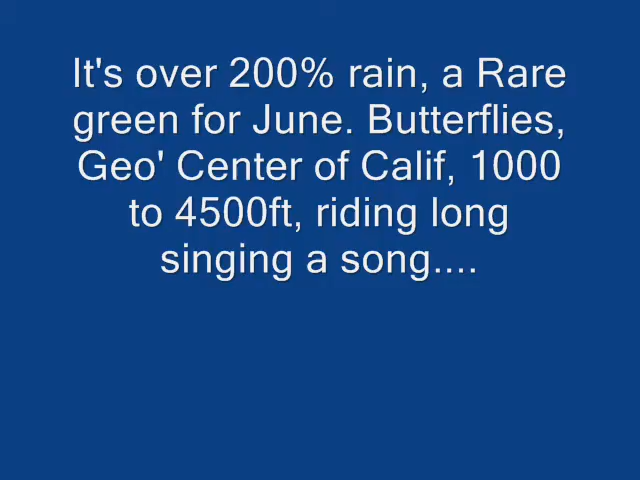 It's over 200% rain, a Rare
green for June. Butterflies,
Geo' Center of Calif, 1000
to 4500ft, riding long
singing a song....